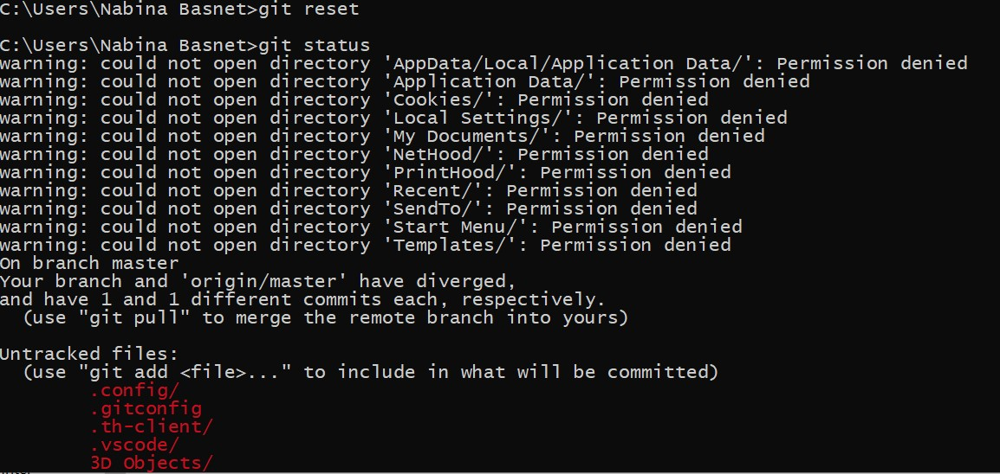 C:\Users\Nabina Basnet>git reset
C:\Users\Nabina Basnet>git status
warning: could not open directory 'AppData/Local/Application Data/': Permission denied
warning: could not open directory 'Application Data/': Permission denied
warning: could not open directory 'Cookies/': Permission denied
warning: could not open directory 'Local Settings/': Permission denied
warning: could not open directory 'My Documents/': Permission denied
warning: could not open directory 'NetHood/': Permission denied
warning: could not open directory 'PrintHood/': Permission denied
warning: could not open directory 'Recent/': Permission denied
warning: could not open directory 'SendTo/': Permission denied
warning: could not open directory 'Start Menu/': Permission denied
warning: could not open directory 'Templates/': Permission denied
On branch master
Your branch and 'origin/master' have diverged,
and have 1 and 1 different commits each, respectively.
  (use "git pull" to merge the remote branch into yours)
Untracked files:
  (use "git add <file>..." to include in what will be committed)
        .config/
        .gitconfig
        .th-client/
        .vscode/
        3D Objects/